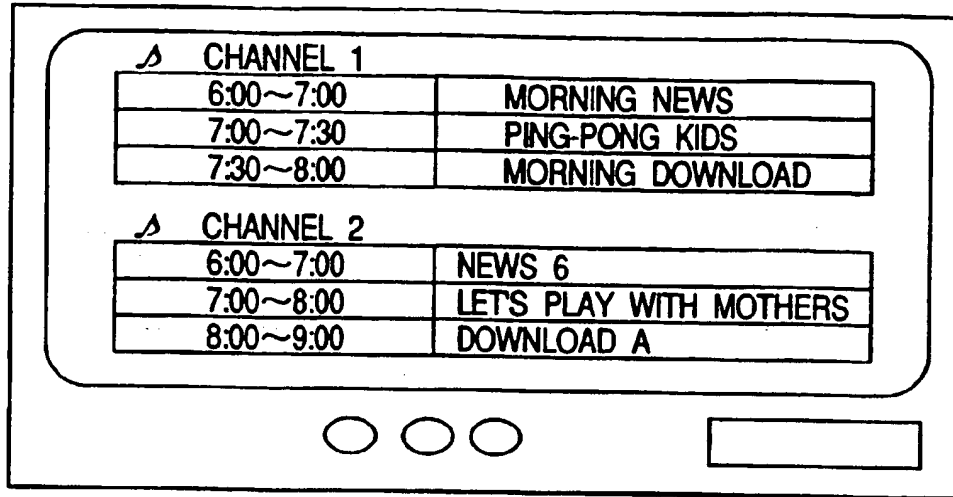 ♪ CHANNEL 1
6:00～7:00 MORNING NEWS
7:00～7:30 PING-PONG KIDS
7:30～8:00 MORNING DOWNLOAD
♪ CHANNEL 2
6:00～7:00 NEWS 6
7:00～8:00 LET'S PLAY WITH MOTHERS
8:00～9:00 DOWNLOAD A